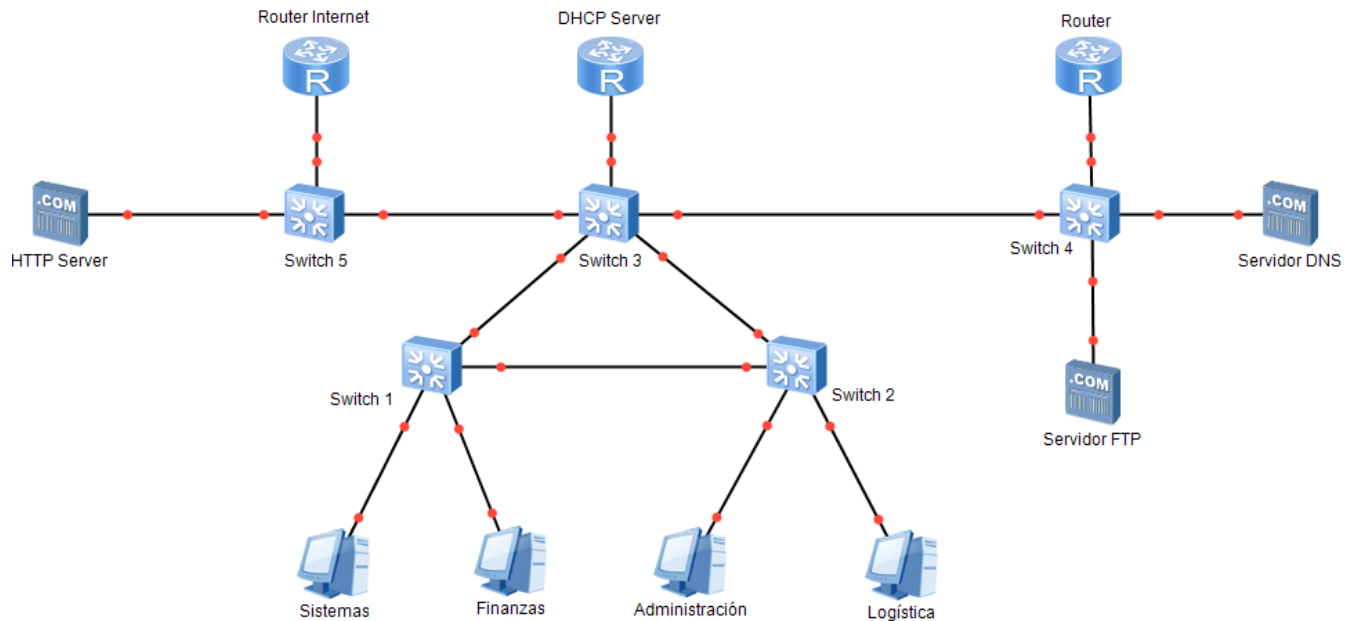 Router Internet
DHCP Server
Router
R
R
R
.COM
.COM
HTTP Server
Switch 5
Switch 3
Switch 4
Servidor DNS
Switch 1
Switch 2
.COM
Servidor FTP
Sistemas
Finanzas
Administración
Logística